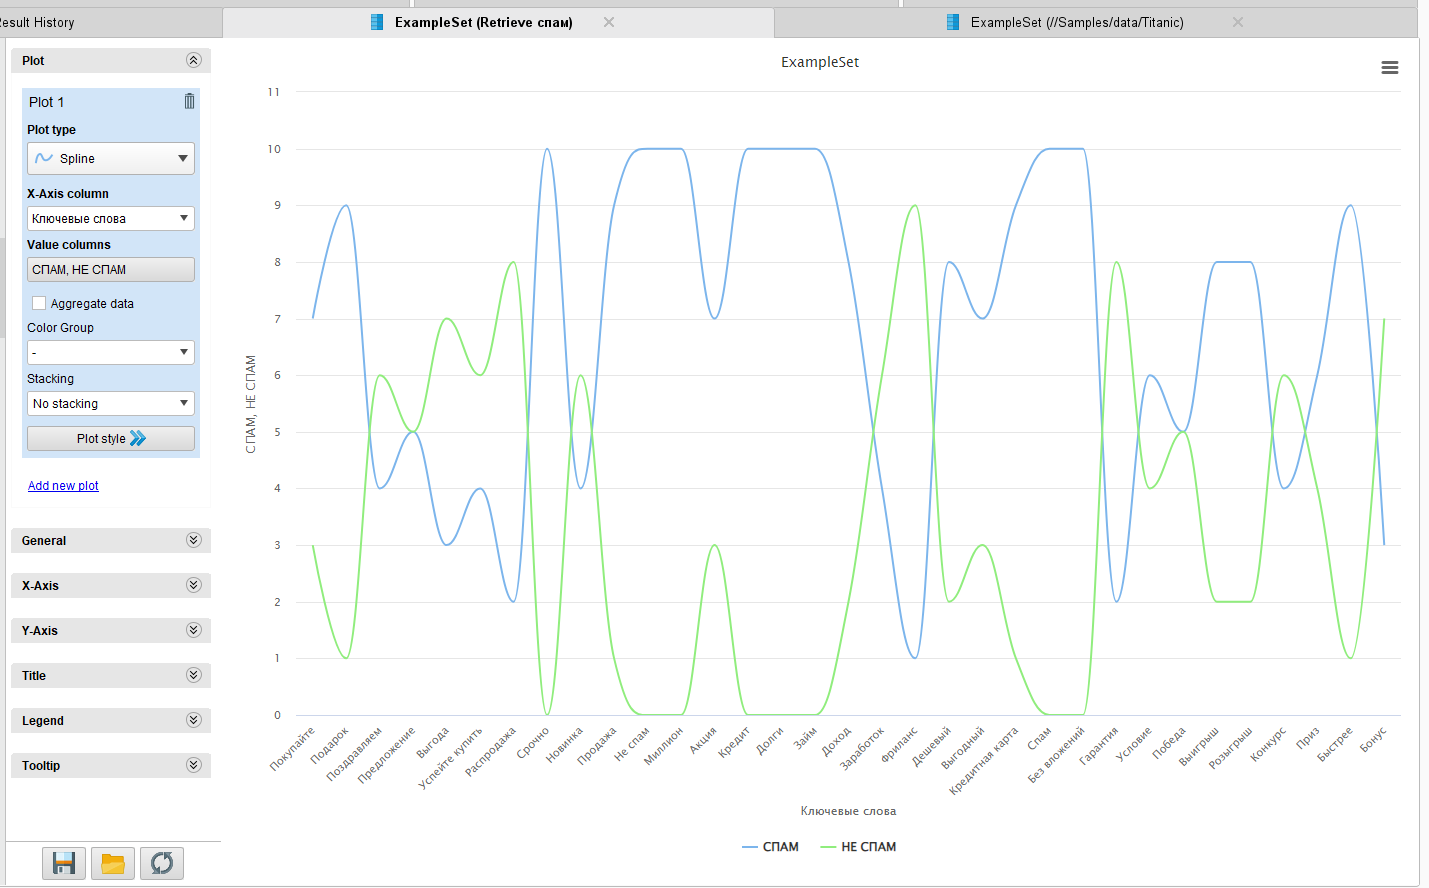 Result History
ExampleSet (Retrieve спам)
ExampleSet (//Samples/data/Titanic)
Plot
Plot 1
Plot type
Spline
X-Axis column
Ключевые слова
Value columns
СПАМ, НЕ СПАМ
Aggregate data
Color Group
-
Stacking
No stacking
Plot style
Add new plot
General
X-Axis
Y-Axis
Title
Legend
Tooltip
ExampleSet
СПАМ, НЕ СПАМ
11
10
9
8
7
6
5
4
3
2
1
0
Покупайте
Подарок
Поздравляем
Предложение
Выгода
Успейте купить
Распродажа
Срочно
Новинка
Продажа
Не спам
Миллион
Акция
Кредит
Долги
Займ
Доход
Заработок
Фриланс
Дешевый
Выгодный
Кредитная карта
Спам
Без вложений
Гарантия
Условие
Победа
Выигрыш
Розыгрыш
Конкурс
Приз
Быстрее
Бонус
Ключевые слова
СПАМ
НЕ СПАМ